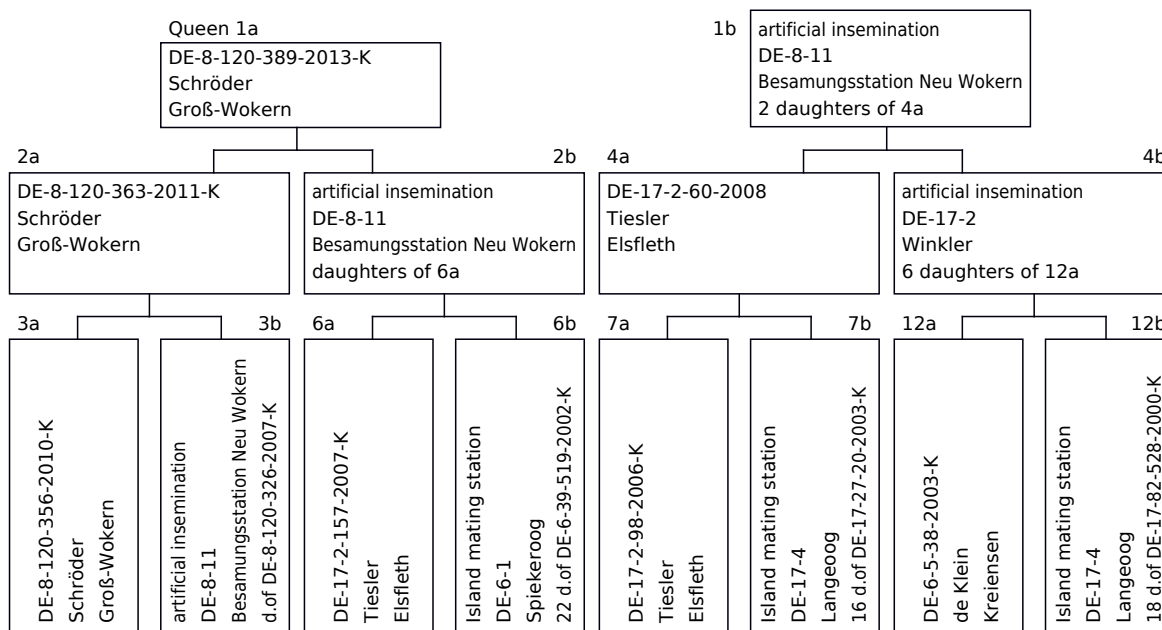 Queen 1a
DE-8-120-389-2013-K
Schröder
Groß-Wokern
1b
artificial insemination
DE-8-11
Besamungsstation Neu Wokern
2 daughters of 4a
2a
DE-8-120-363-2011-K
Schröder
Groß-Wokern
2b
artificial insemination
DE-8-11
Besamungsstation Neu Wokern
daughters of 6a
4a
DE-17-2-60-2008
Tiesler
Elsfleth
4b
artificial insemination
DE-17-2
Winkler
6 daughters of 12a
3a
DE-8-120-356-2010-K
Schröder
Groß-Wokern
3b
artificial insemination
DE-8-11
Besamungsstation Neu Wokern
d.of DE-8-120-326-2007-K
6a
DE-17-2-157-2007-K
Tiesler
Elsfleth
6b
Island mating station
DE-6-1
Spiekeroog
22 d.of DE-6-39-519-2002-K
7a
DE-17-2-98-2006-K
Tiesler
Elsfleth
7b
Island mating station
DE-17-4
Langeoog
16 d.of DE-17-27-20-2003-K
12a
DE-6-5-38-2003-K
de Klein
Kreiensen
12b
Island mating station
DE-17-4
Langeoog
18 d.of DE-17-82-528-2000-K